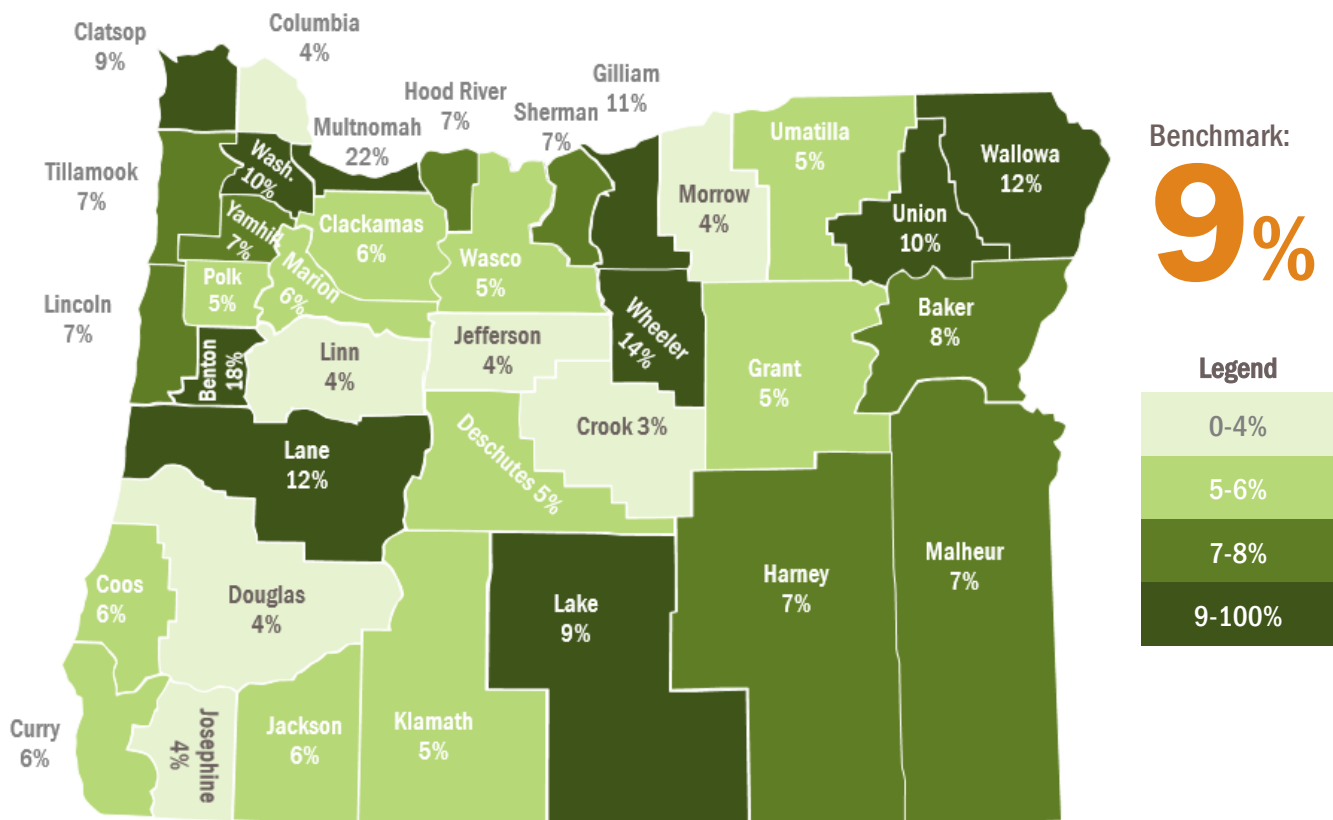 Clatsop
9%
Columbia
4%
Multnomah
22%
Hood River
7%
Sherman
7%
Gilliam
11%
Tillamook
7%
Wash.
10%
Yamhil
7%
Clackamas
6%
Marion
6%
Polk
5%
Lincoln
7%
Benton
18%
Linn
4%
Wasco
5%
Jefferson
4%
Morrow
4%
Umatilla
5%
Union
10%
Wallowa
12%
Wheeler
14%
Grant
5%
Baker
8%
Crook 3%
Deschutes 5%
Lane
12%
Coos
6%
Douglas
4%
Lake
9%
Harney
7%
Malheur
7%
Curry
6%
Josephine
4%
Jackson
6%
Klamath
5%
Benchmark:
9%
Legend
0-4%
5-6%
7-8%
9-100%